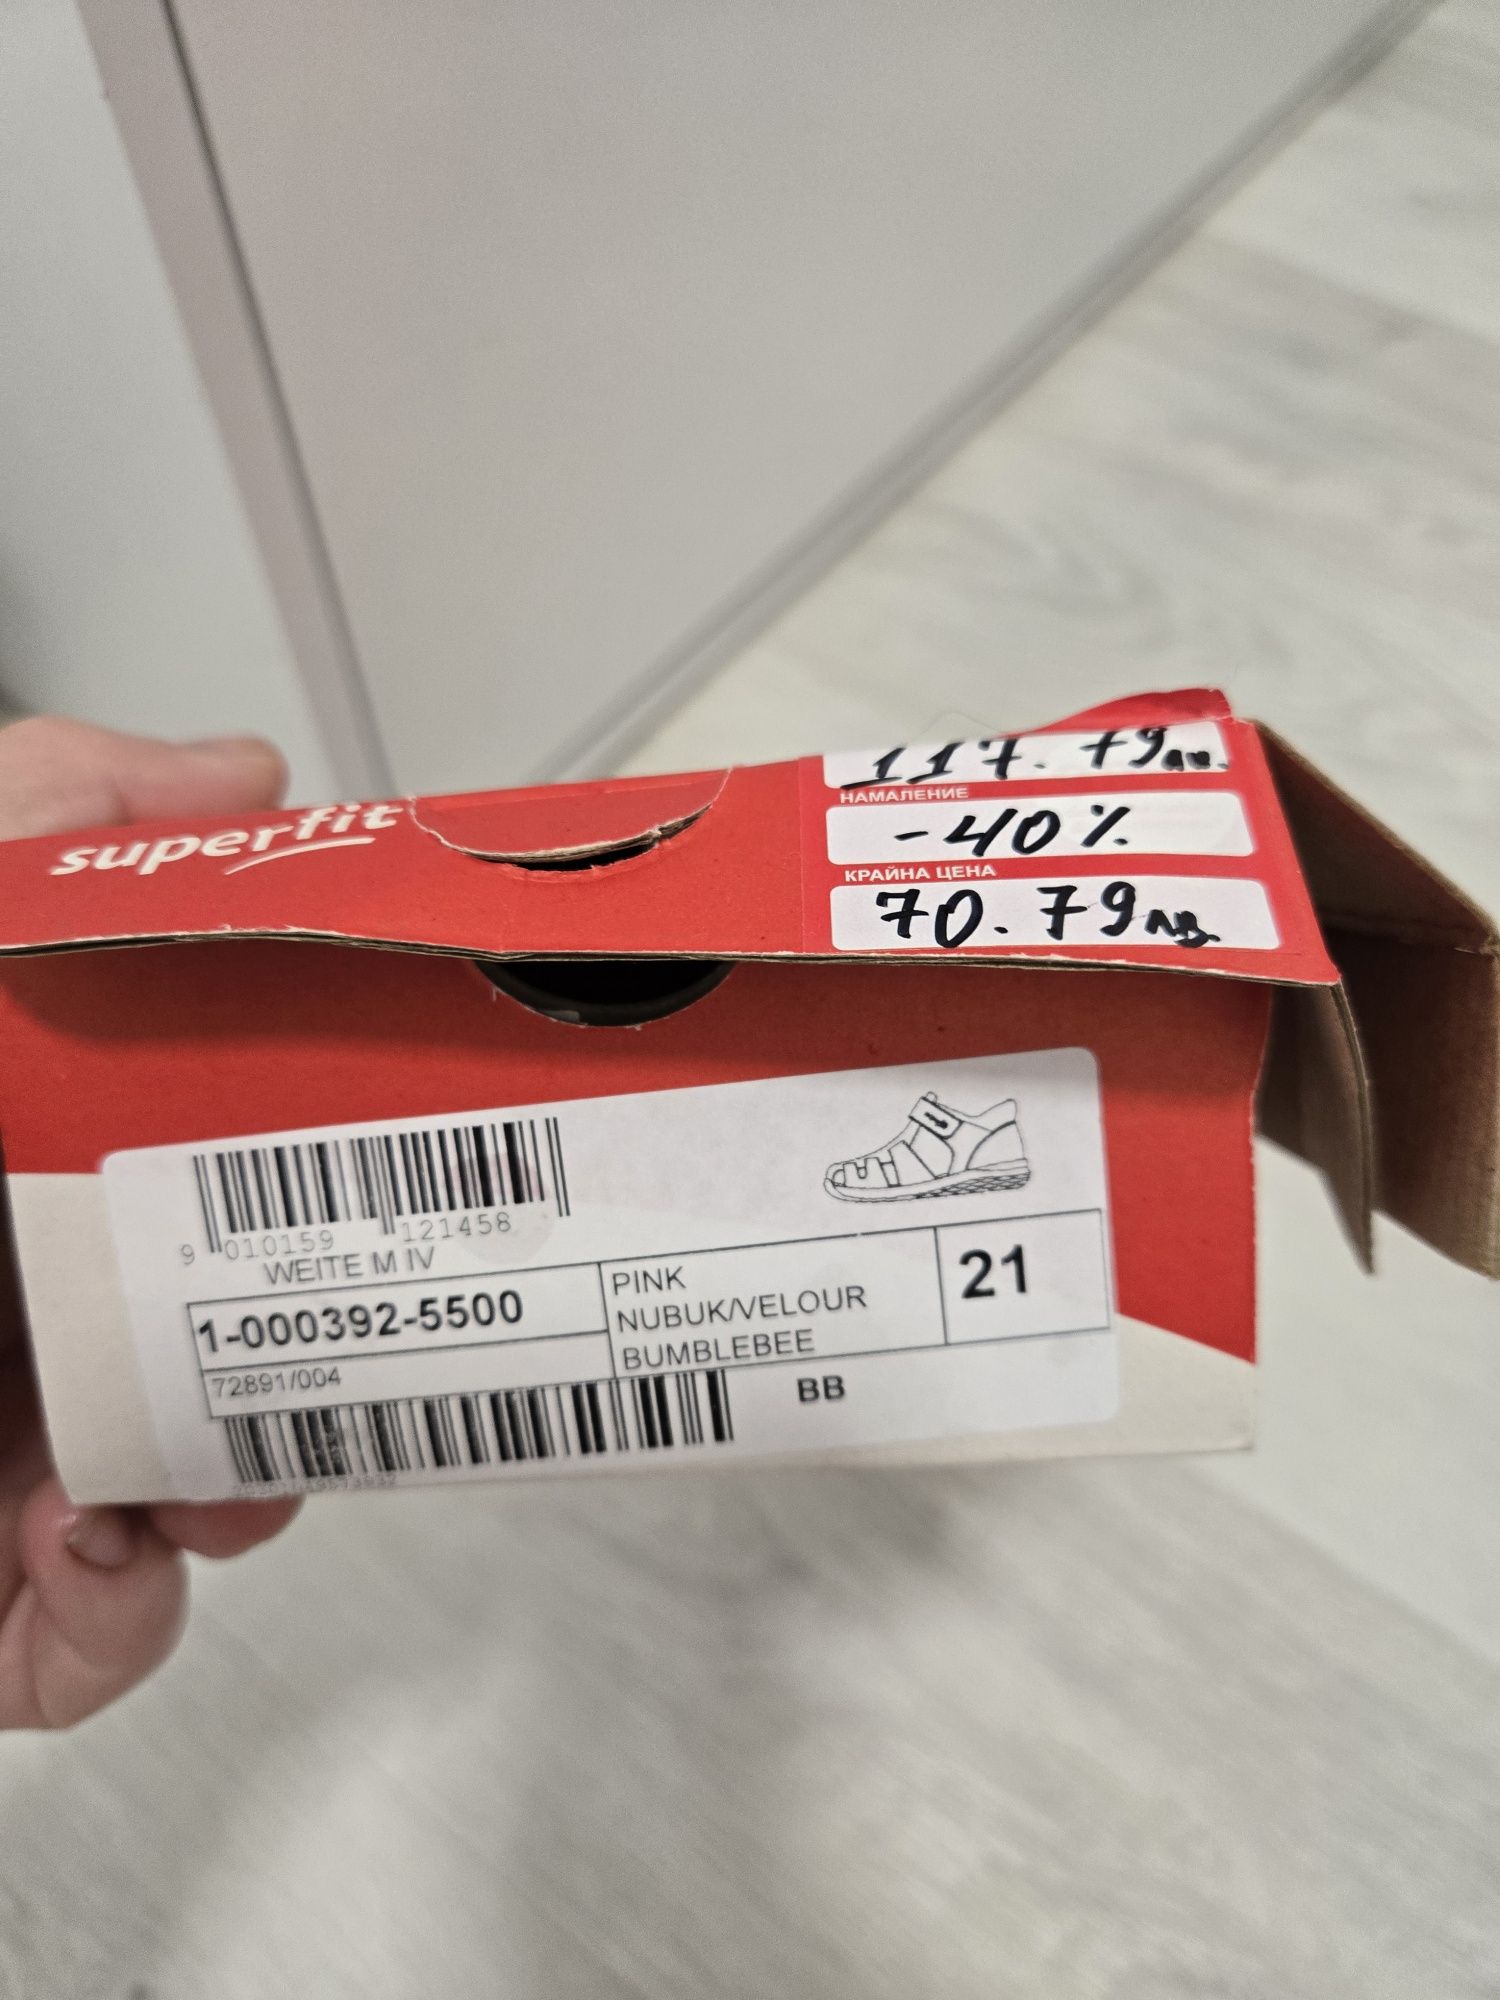 superfit
117.79лв.
НАМАЛЕНИЕ
-40%
КРАЙНА ЦЕНА
70.79лв.
9 010159 121458
WEITE M IV
1-000392-5500
72891/004
PINK
NUBUK/VELOUR
BUMBLEBEE
21
BB